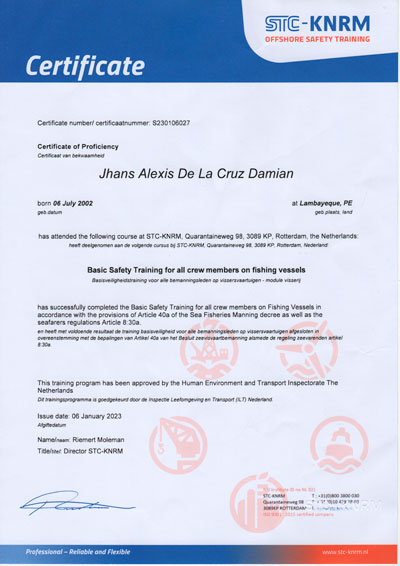 STC-KNRM
OFFSHORE SAFETY TRAINING
Certificate
Certificate number/ certificaatnummer: S230106027
Certificate of Proficiency
Certificaat van bekwaamheid
Jhans Alexis De La Cruz Damian
born 06 July 2002 at Lambayeque, PE
geb.datum geb.plaats, land
has attended the following course at STC-KNRM, Quarantaineweg 98, 3089 KP, Rotterdam, the Netherlands:
heeft deelgenomen aan de volgende cursus bij STC-KNRM, Quarantaineweg 98, 3089 KP, Rotterdam, Nederland:
Basic Safety Training for all crew members on fishing vessels
Basisveiligheidstraining voor alle bemanningsleden op vissersvaartuigen - module visserij
has successfully completed the Basic Safety Training for all crew members on Fishing Vessels in
accordance with the provisions of Article 40a of the Sea Fisheries Manning decree as well as the
seafarers regulations Article 8:30a.
en heeft met voldoende resultaat de training basisveiligheid voor alle bemanningsleden op vissersvaartuigen afgesloten in
overeenstemming met de bepalingen van Artikel 40a van het Besluit zeevisvaartbemanning alsmede de regeling zeevarenden artikel
8:30a.
This training program has been approved by the Human Environment and Transport Inspectorate The
Netherlands
Dit trainingsprogramma is goedgekeurd door de Inspectie Leefomgeving en Transport (ILT) Nederland.
Issue date: 06 January 2023
Afgiftedatum
Name/naam: Riemert Moleman
Title/titel: Director STC-KNRM
STC-KNRM
Quarantaineweg 98
3089KP ROTTERDAM
Professional – Reliable and Flexible
www.stc-knrm.nl